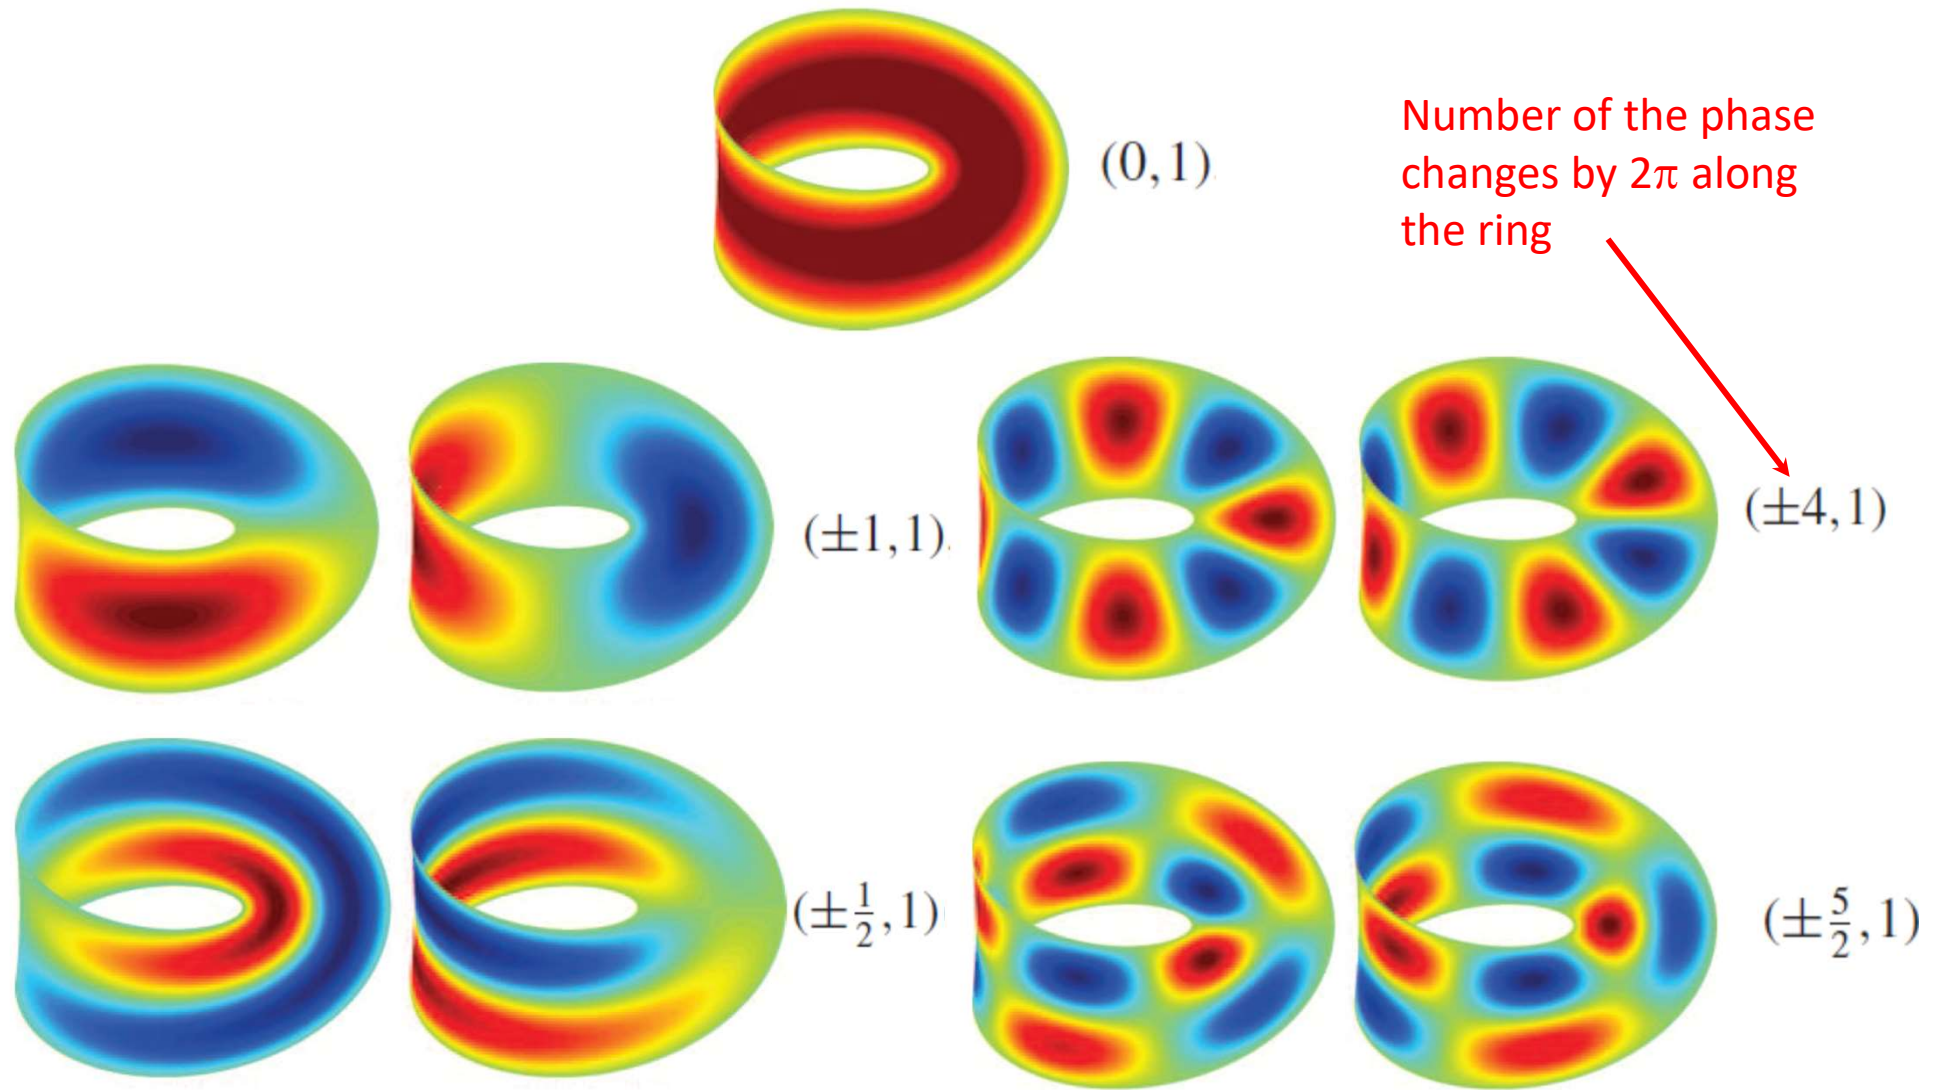 (0,1)
Number of the phase
changes by 2π along
the ring
(±1,1)
(±4,1)
(±1/2,1)
(±5/2,1)